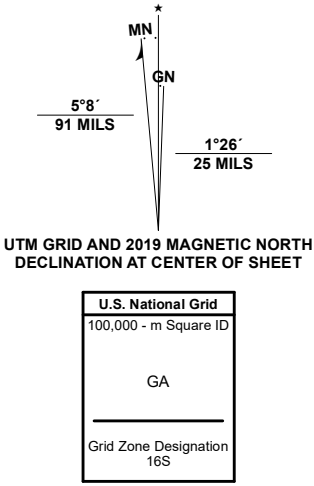 MN
GN
5°8´
91 MILS
1°26´
25 MILS
UTM GRID AND 2019 MAGNETIC NORTH
DECLINATION AT CENTER OF SHEET
U.S. National Grid
100,000 - m Square ID
GA
Grid Zone Designation
16S